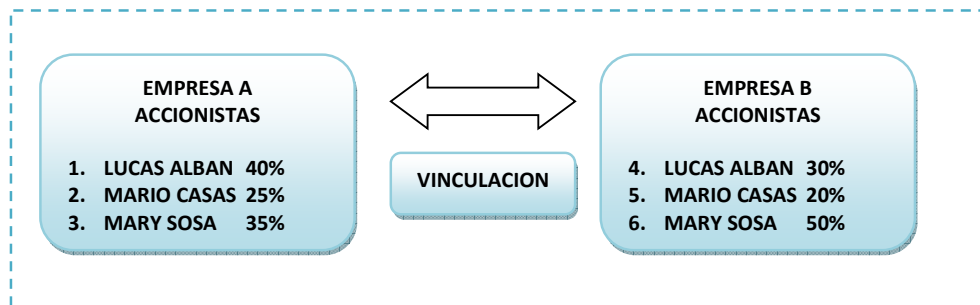 EMPRESA A
ACCIONISTAS
1. LUCAS ALBAN 40%
2. MARIO CASAS 25%
3. MARY SOSA 35%
VINCULACION
EMPRESA B
ACCIONISTAS
4. LUCAS ALBAN 30%
5. MARIO CASAS 20%
6. MARY SOSA 50%